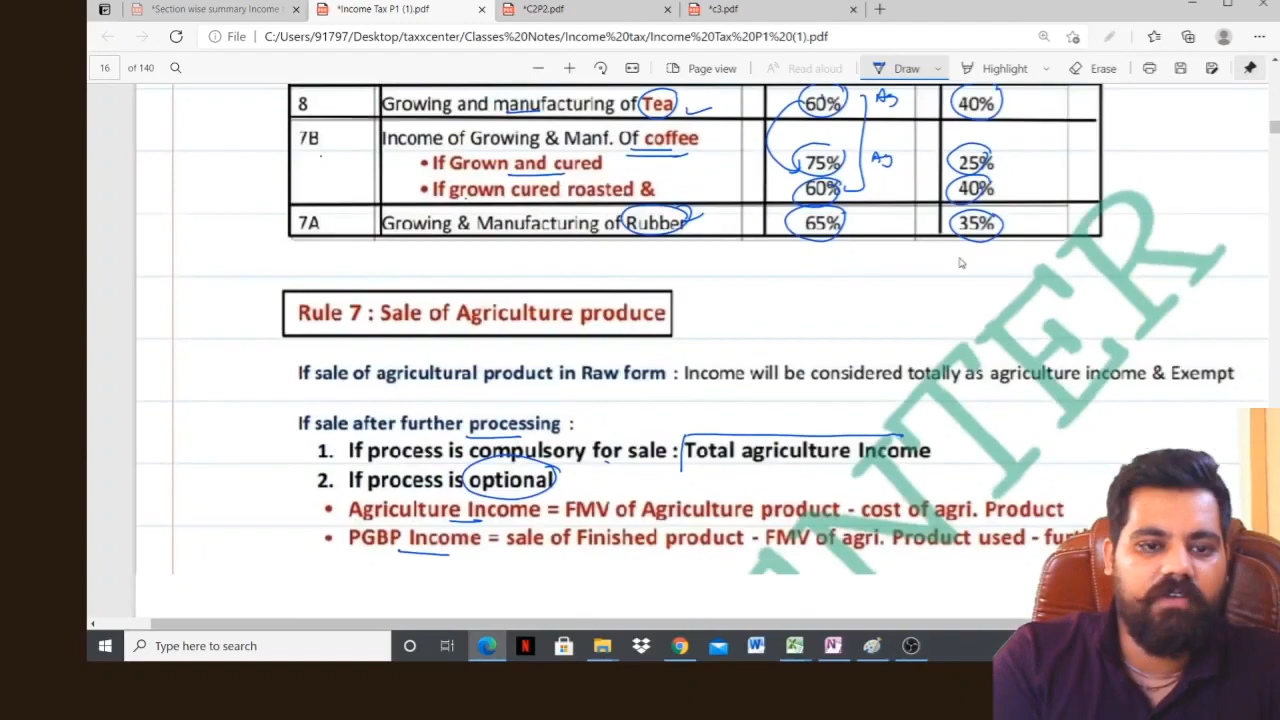 *Section wise summary Income
*Income Tax P1 (1).pdf
*C2P2.pdf
*c3.pdf
File
C:/Users/91797/Desktop/taxxcenter/Classes%20Notes/Income%20tax/Income%20Tax%20P1%20(1).pdf
16 of 140
Page view
Read aloud
Draw
Highlight
Erase
8 Growing and manufacturing of Tea 60% Ag 40%
7B Income of Growing & Manf. Of coffee
• If Grown and cured 75% Ag 25%
• If grown cured roasted & 60% 40%
7A Growing & Manufacturing of Rubber 65% 35%
Rule 7 : Sale of Agriculture produce
If sale of agricultural product in Raw form : Income will be considered totally as agriculture income & Exempt
If sale after further processing :
1. If process is compulsory for sale : Total agriculture Income
2. If process is optional
• Agriculture Income = FMV of Agriculture product - cost of agri. Product
• PGBP Income = sale of Finished product - FMV of agri. Product used -
NTER
Type here to search